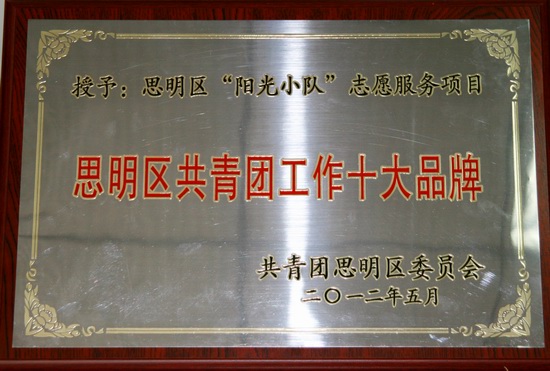 授予：思明区“阳光小队”志愿服务项目
思明区共青团工作十大品牌
共青团思明区委员会
二〇一二年五月